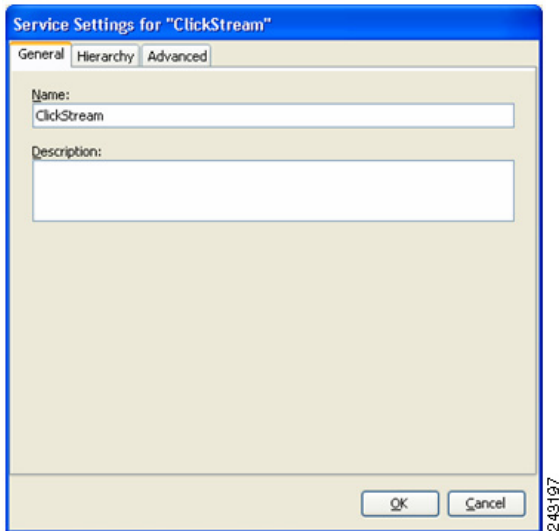 Service Settings for "ClickStream"
General Hierarchy Advanced
Name:
ClickStream
Description:
OK Cancel
243197